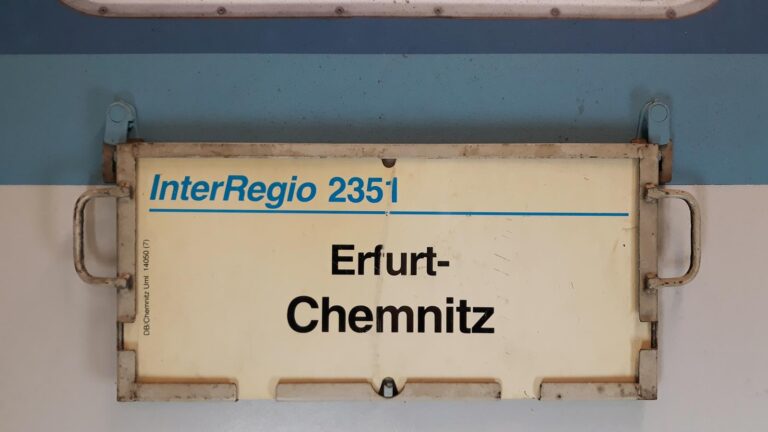 InterRegio 2351
Erfurt-
Chemnitz
DB/Chemnitz Uml 14050 (7)